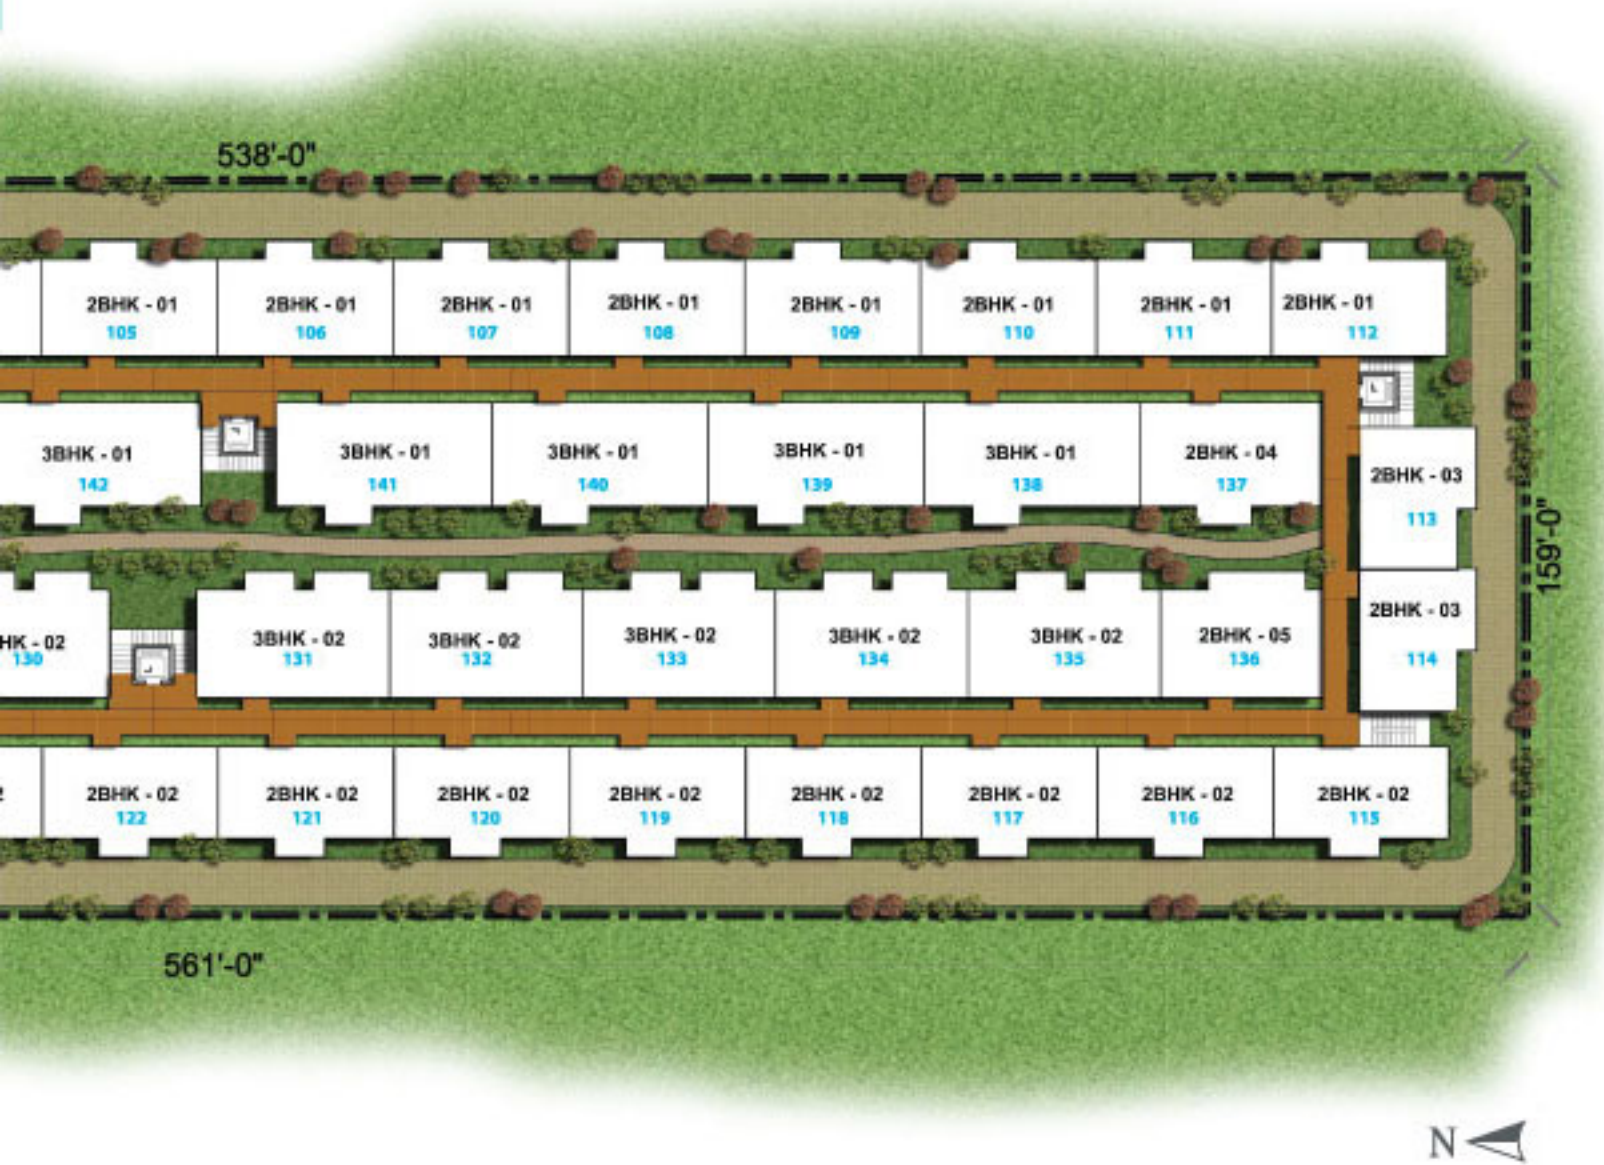 538'-0"
2BHK - 01
105
2BHK - 01
106
2BHK - 01
107
2BHK - 01
108
2BHK - 01
109
2BHK - 01
110
2BHK - 01
111
2BHK - 01
112
3BHK - 01
142
3BHK - 01
141
3BHK - 01
140
3BHK - 01
139
3BHK - 01
138
2BHK - 04
137
2BHK - 03
113
159'-0"
2BHK - 03
114
HK - 02
130
3BHK - 02
131
3BHK - 02
132
3BHK - 02
133
3BHK - 02
134
3BHK - 02
135
2BHK - 05
136
2
2BHK - 02
122
2BHK - 02
121
2BHK - 02
120
2BHK - 02
119
2BHK - 02
118
2BHK - 02
117
2BHK - 02
116
2BHK - 02
115
561'-0"
N